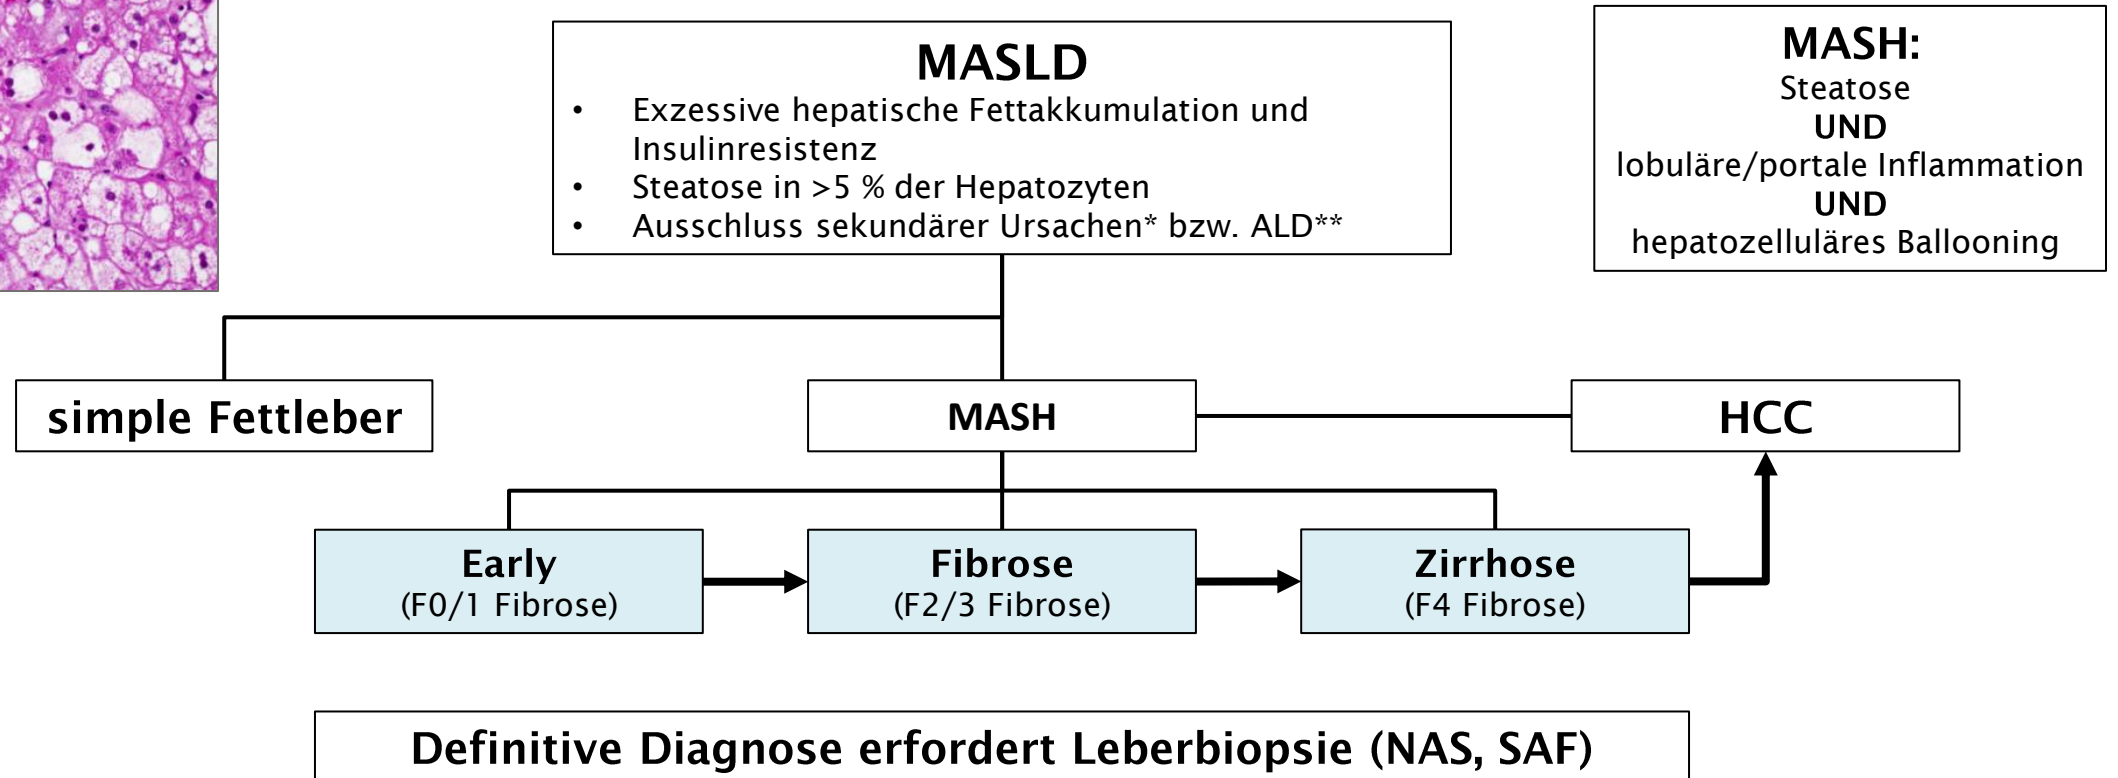 MASLD
• Exzessive hepatische Fettakkumulation und
Insulinresistenz
• Steatose in >5 % der Hepatozyten
• Ausschluss sekundärer Ursachen* bzw. ALD**
MASH:
Steatose
UND
lobuläre/portale Inflammation
UND
hepatozelluläres Ballooning
simple Fettleber
MASH
HCC
Early
(F0/1 Fibrose)
Fibrose
(F2/3 Fibrose)
Zirrhose
(F4 Fibrose)
Definitive Diagnose erfordert Leberbiopsie (NAS, SAF)